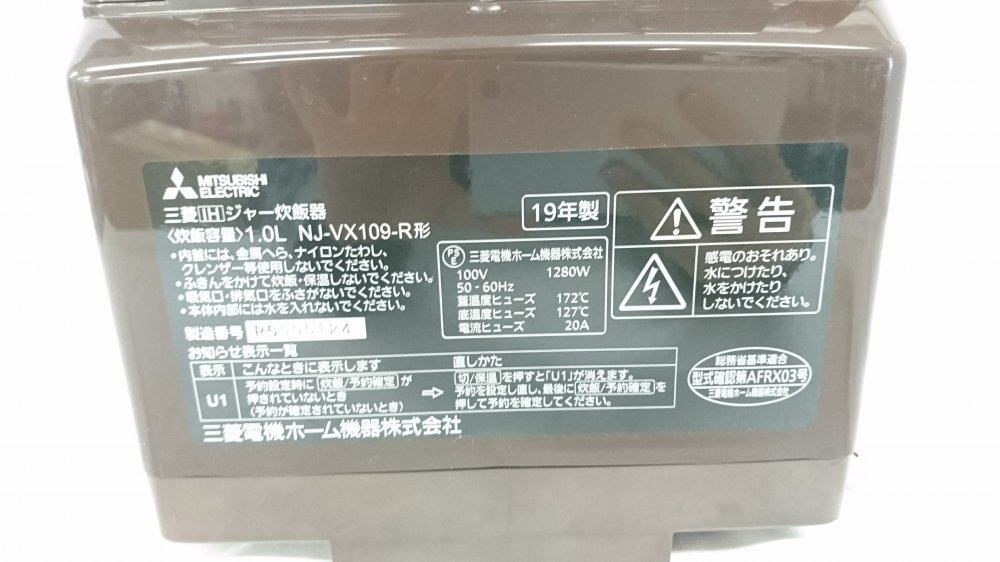 MITSUBISHI
ELECTRIC
三菱IHジャー炊飯器
〈炊飯容量〉1.0L NJ-VX109-R形
・内蓋には、金属へら、ナイロンたわし、
クレンザー等使用しないでください。
・ふきんをかけて炊飯・保温しないでください。
・吸気口・排気口をふさがないでください。
・本体内部には水を入れないでください。
製造番号
お知らせ表示一覧
表示 こんなときに表示します 直しかた
U1
予約設定時に 炊飯/予約確定 が
押されていないとき
(予約が確定されていないとき)
⇨
切/保温 を押すと「U1」が消えます。
予約を設定し直し、最後に 炊飯/予約確定 を
押して予約を確定してください。
三菱電機ホーム機器株式会社
19年製
PSE 三菱電機ホーム機器株式会社
100V 1280W
50-60Hz
蓋温度ヒューズ 172℃
底温度ヒューズ 127℃
電流ヒューズ 20A
警告
感電のおそれあり。
水につけたり、
水をかけたり
しないでください。
総務省基準適合
型式確認第AFRX03号
三菱電機ホーム機器株式会社